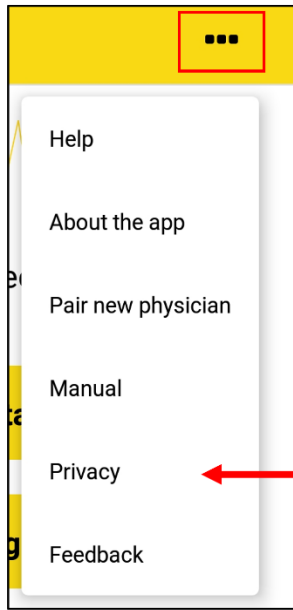 Help
About the app
Pair new physician
Manual
Privacy
Feedback